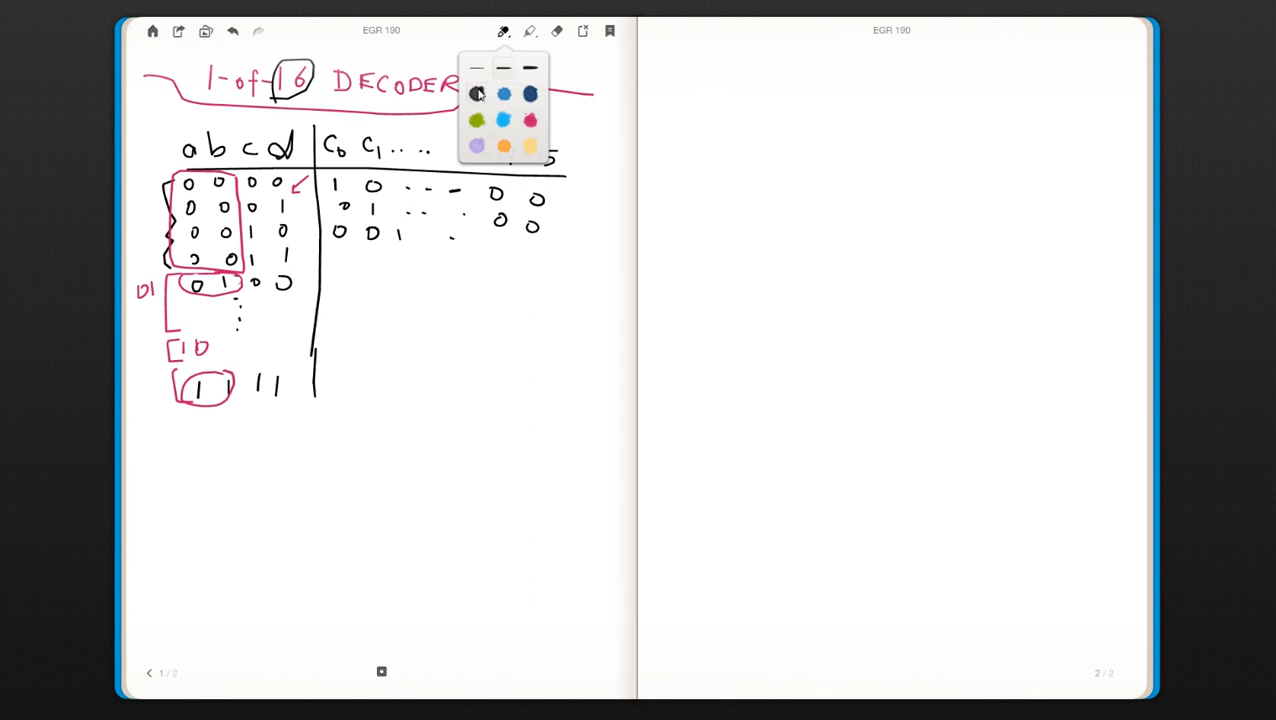 EGR 190
EGR 190
1-of-16 DECODER
a b c d C0 C1 .. .. 5
0 0 0 0 1 0 .. - - 0 0
0 0 0 1 0 1 .. . 0 0
0 0 1 0 0 0 1 . 0
0 0 1 1
01 0 1 0 0
10
1 1 1 1
1 / 2
2 / 2